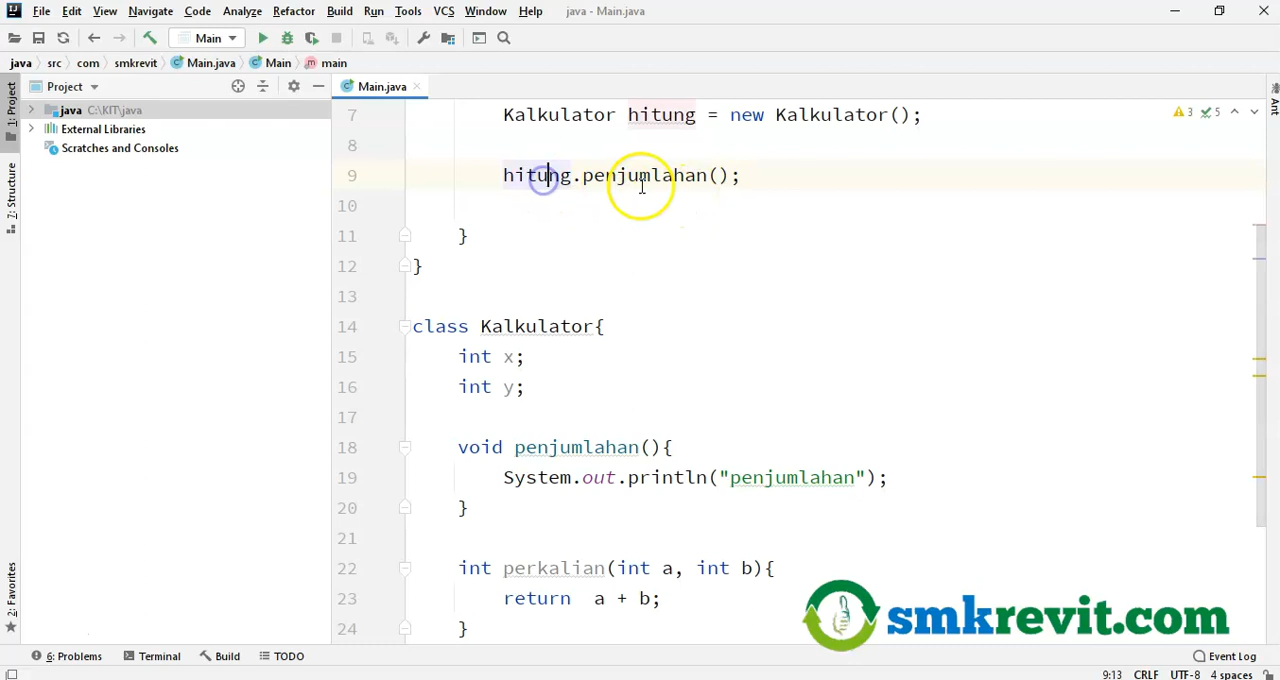 File Edit View Navigate Code Analyze Refactor Build Run Tools VCS Window Help java - Main.java
Main
java src com smkrevit Main.java Main main
1: Project
Project
Main.java
Ant
java C:\KIT\java
External Libraries
Scratches and Consoles
7: Structure
2: Favorites
3 5
7 Kalkulator hitung = new Kalkulator();
8
9 hitung.penjumlahan();
10
11 }
12 }
13
14 class Kalkulator{
15 int x;
16 int y;
17
18 void penjumlahan(){
19 System.out.println("penjumlahan");
20 }
21
22 int perkalian(int a, int b){
23 return a + b;
24 }
smkrevit.com
6: Problems Terminal Build TODO Event Log
9:13 CRLF UTF-8 4 spaces